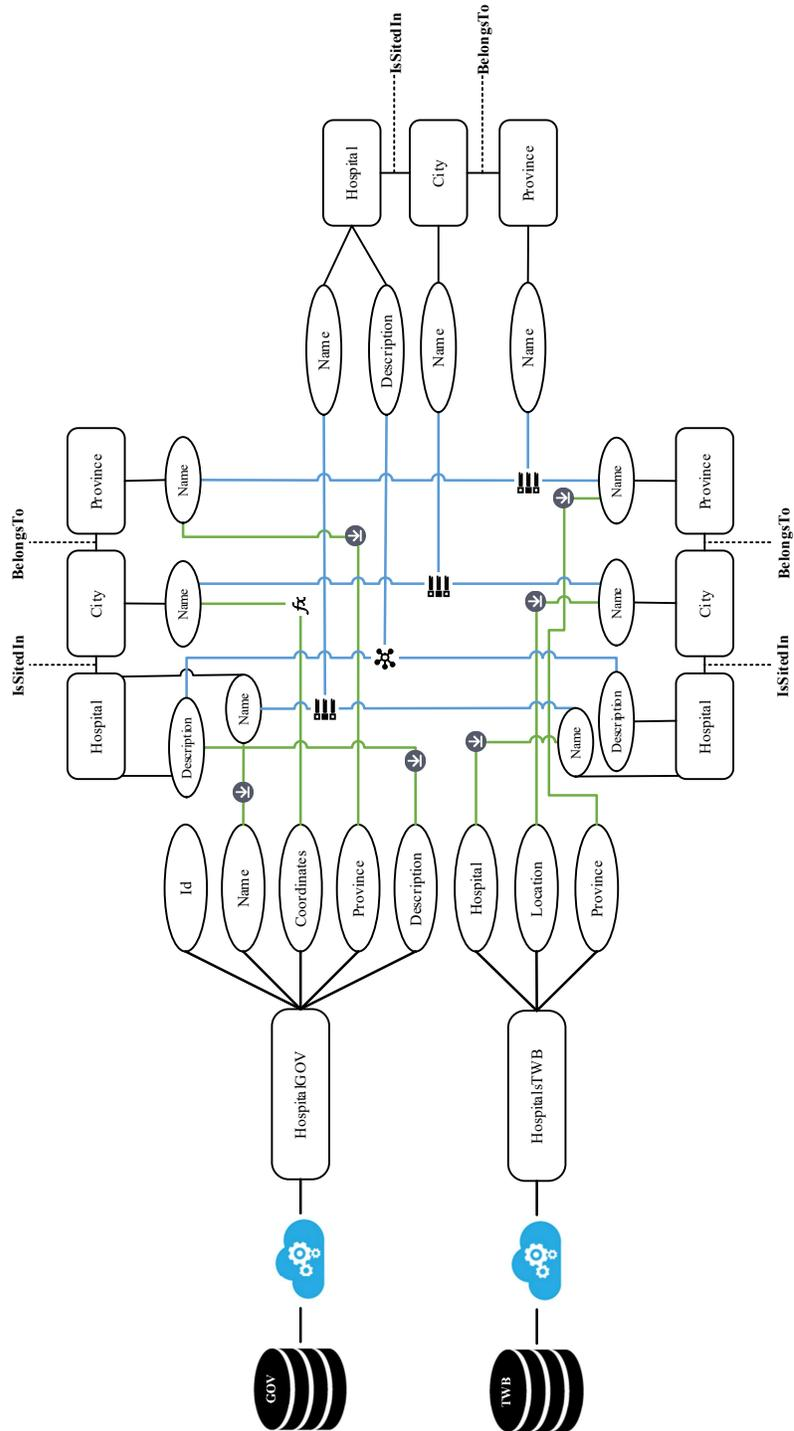 IsSitedIn
BelongsTo
Hospital
City
Province
Id
Description
Name
Name
Name
Name
GOV
HospitalGOV
Coordinates
fx
Name
Hospital
Province
Description
IsSitedIn
Description
Name
City
Hospital
BelongsTo
TWB
HospitalsTWB
Location
Name
Province
Name
Province
Description
Name
Name
Hospital
City
Province
IsSitedIn
BelongsTo